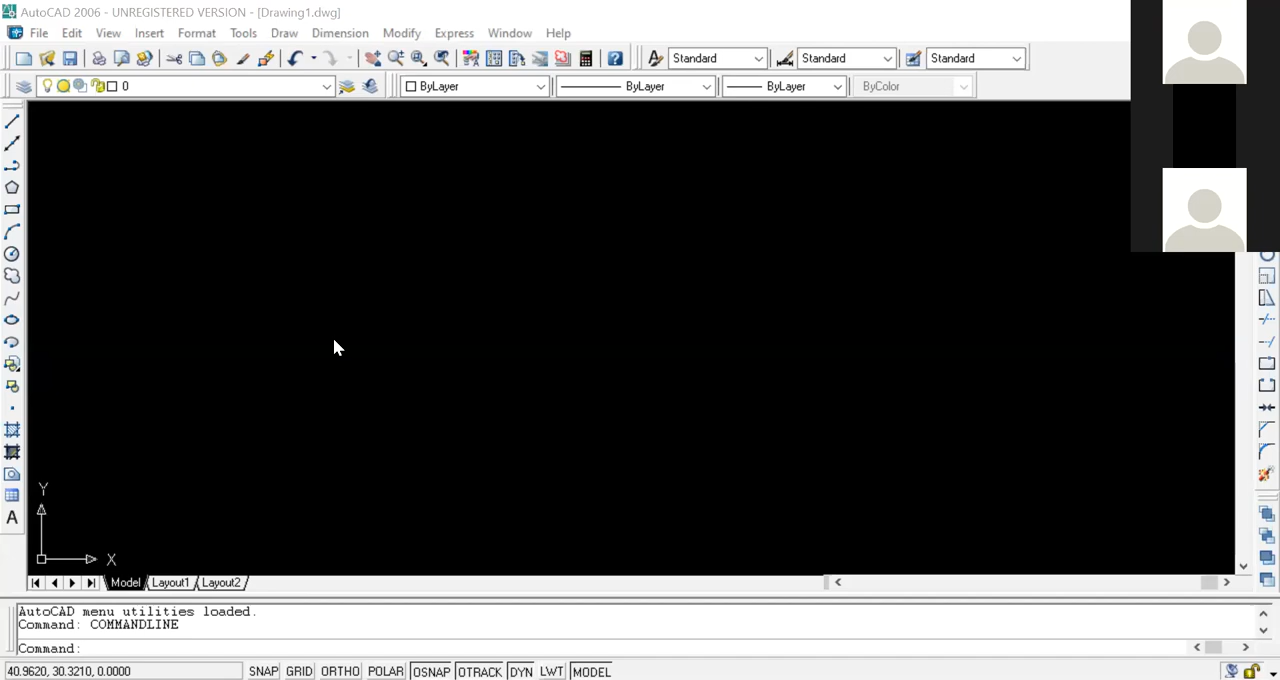 AutoCAD 2006 - UNREGISTERED VERSION - [Drawing1.dwg]
File Edit View Insert Format Tools Draw Dimension Modify Express Window Help
Standard Standard Standard
0 ByLayer ByLayer ByLayer ByColor
A
Y
X
Model Layout1 Layout2
AutoCAD menu utilities loaded.
Command: COMMANDLINE
Command:
40.9620, 30.3210, 0.0000 SNAP GRID ORTHO POLAR OSNAP OTRACK DYN LWT MODEL